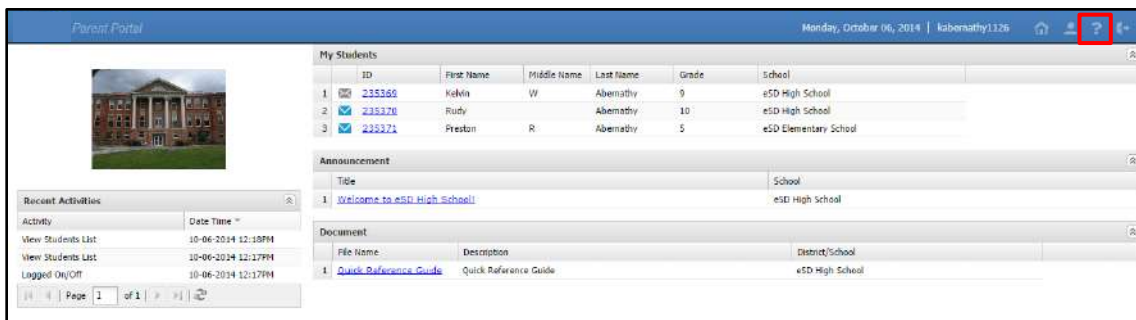 Parent Portal
Monday, October 06, 2014 | kabernathy1126
?
My Students
ID First Name Middle Name Last Name Grade School
1 235369 Kelvin W Abernathy 9 eSD High School
2 235370 Rudy Abernathy 10 eSD High School
3 235371 Preston R Abernathy 5 eSD Elementary School
Announcement
Title School
1 Welcome to eSD High School! eSD High School
Recent Activities
Activity Date Time
View Students List 10-06-2014 12:18PM
View Students List 10-06-2014 12:17PM
Logged On/Off 10-06-2014 12:17PM
Page 1 of 1
Document
File Name Description District/School
1 Quick Reference Guide Quick Reference Guide eSD High School